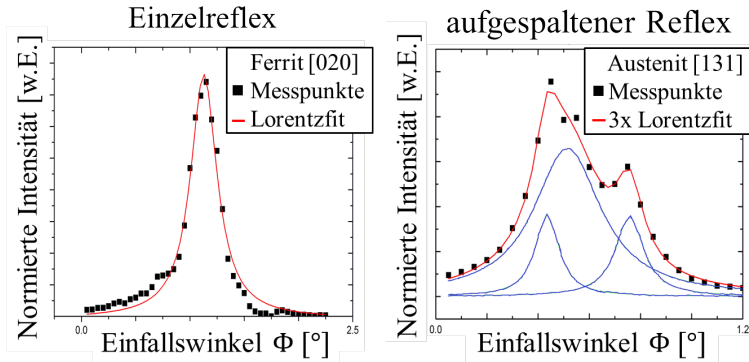 Einzelreflex
Normierte Intensität [w.E.]
Ferrit [020]
Messpunkte
Lorentzfit
0.0
2.5
Einfallswinkel Φ [°]
aufgespaltener Reflex
Normierte Intensität [w.E.]
Austenit [131]
Messpunkte
3x Lorentzfit
0.0
1.2
Einfallswinkel Φ [°]